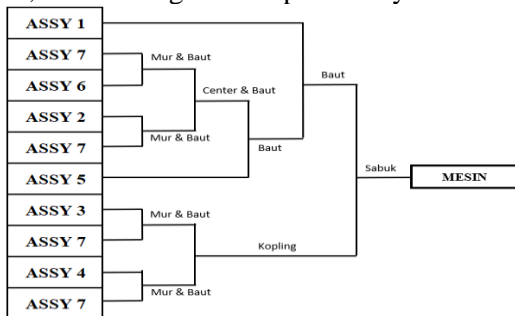 ASSY 1
ASSY 7
Mur & Baut
ASSY 6
Center & Baut
Baut
ASSY 2
Mur & Baut
ASSY 7
Baut
ASSY 5
Sabuk
MESIN
ASSY 3
Mur & Baut
ASSY 7
Kopling
ASSY 4
Mur & Baut
ASSY 7